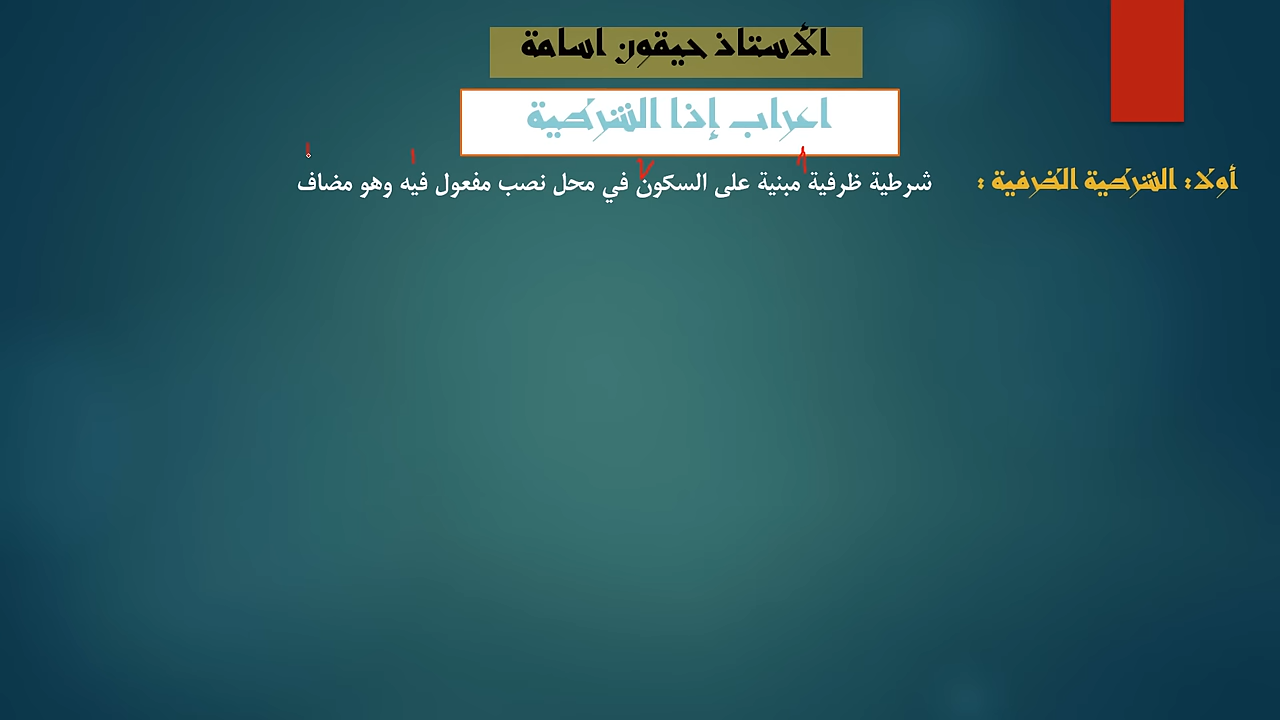 الأستاذ حيقون اسامة
اعراب إذا الشرطية
أولا: الشرطية الظرفية :
شرطية ظرفية مبنية على السكون في محل نصب مفعول فيه وهو مضاف